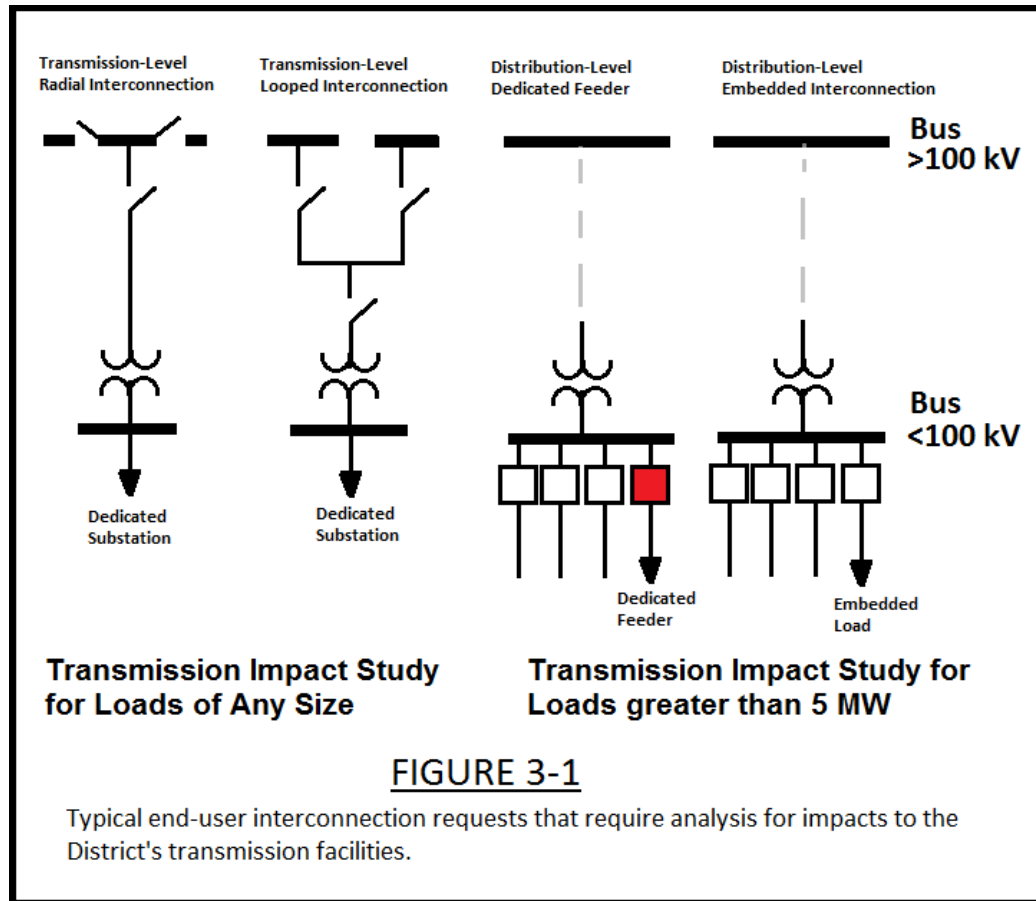 Transmission-Level
Radial Interconnection
Transmission-Level
Looped Interconnection
Distribution-Level
Dedicated Feeder
Distribution-Level
Embedded Interconnection
Bus
>100 kV
Bus
<100 kV
Dedicated
Substation
Dedicated
Substation
Dedicated
Feeder
Embedded
Load
Transmission Impact Study
for Loads of Any Size
Transmission Impact Study for
Loads greater than 5 MW
FIGURE 3-1
Typical end-user interconnection requests that require analysis for impacts to the
District's transmission facilities.